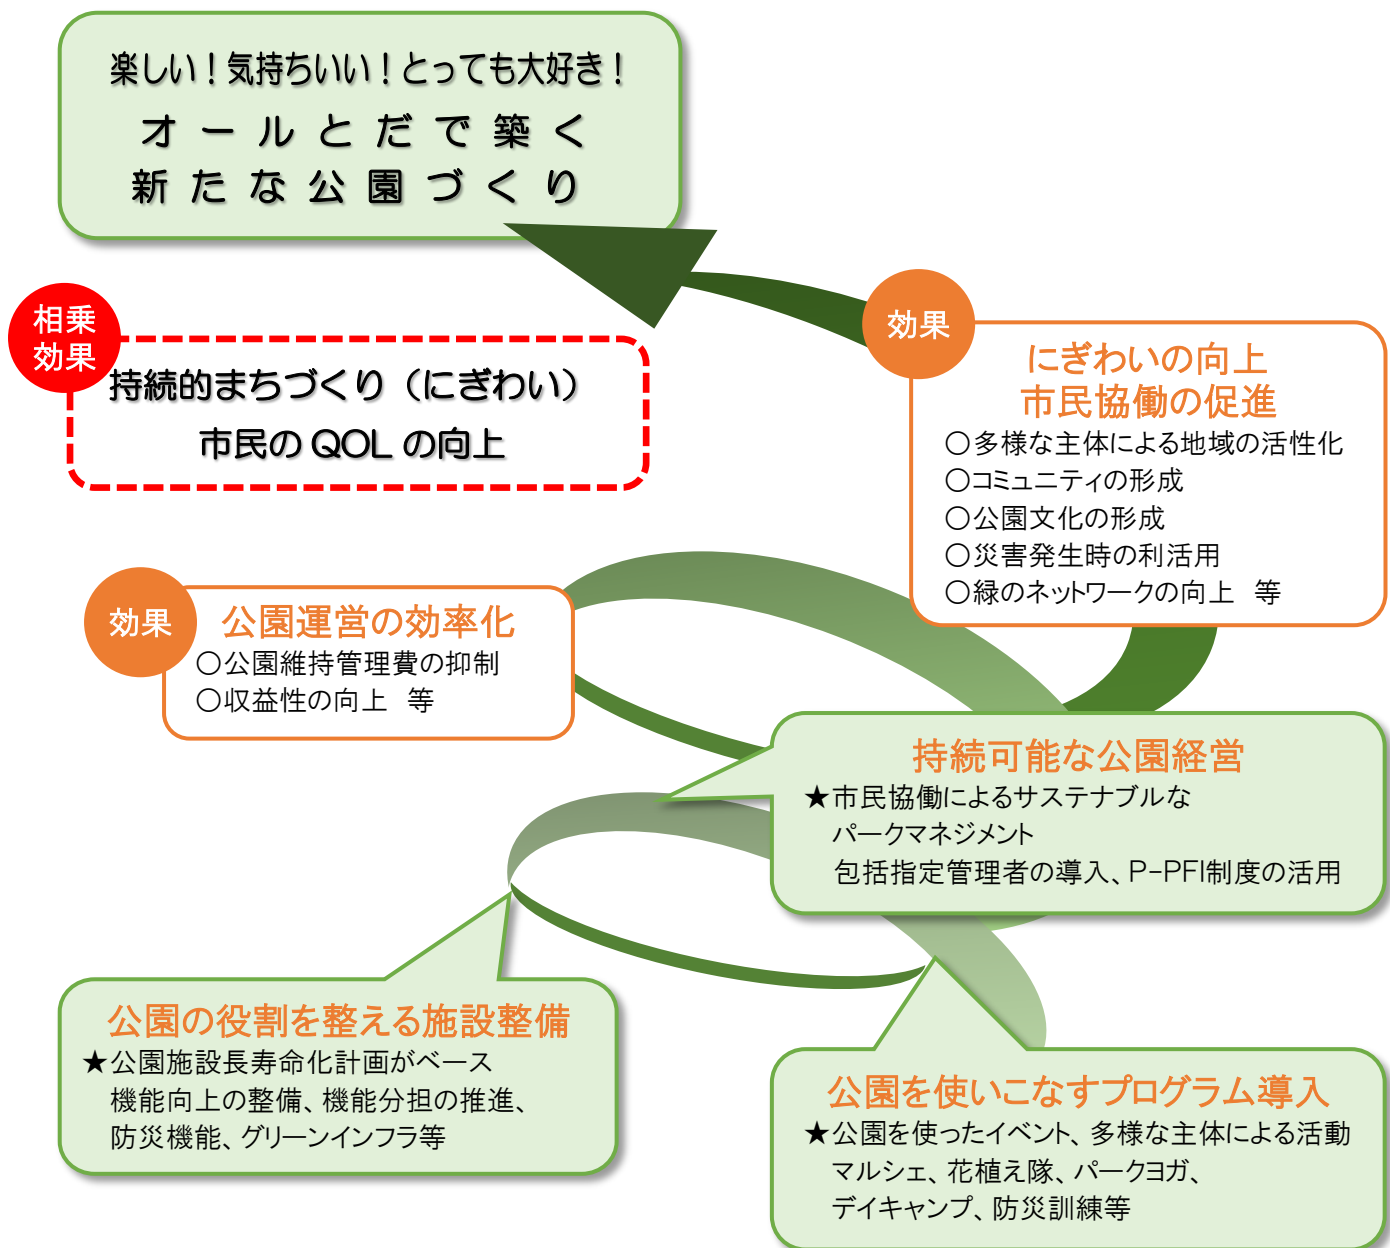 楽しい！気持ちいい！とっても大好き！
オールとだで築く
新たな公園づくり
相乗
効果
持続的まちづくり（にぎわい）
市民のQOLの向上
効果
にぎわいの向上
市民協働の促進
〇多様な主体による地域の活性化
〇コミュニティの形成
〇公園文化の形成
〇災害発生時の利活用
〇緑のネットワークの向上　等
効果
公園運営の効率化
〇公園維持管理費の抑制
〇収益性の向上　等
持続可能な公園経営
★市民協働によるサステナブルな
パークマネジメント
包括指定管理者の導入、P-PFI制度の活用
公園の役割を整える施設整備
★公園施設長寿命化計画がベース
機能向上の整備、機能分担の推進、
防災機能、グリーンインフラ等
公園を使いこなすプログラム導入
★公園を使ったイベント、多様な主体による活動
マルシェ、花植え隊、パークヨガ、
デイキャンプ、防災訓練等